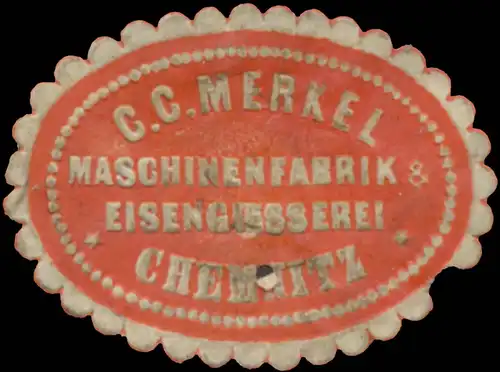 C.C. MERKEL
MASCHINENFABRIK &
EISENGIESSEREI
CHEMNITZ